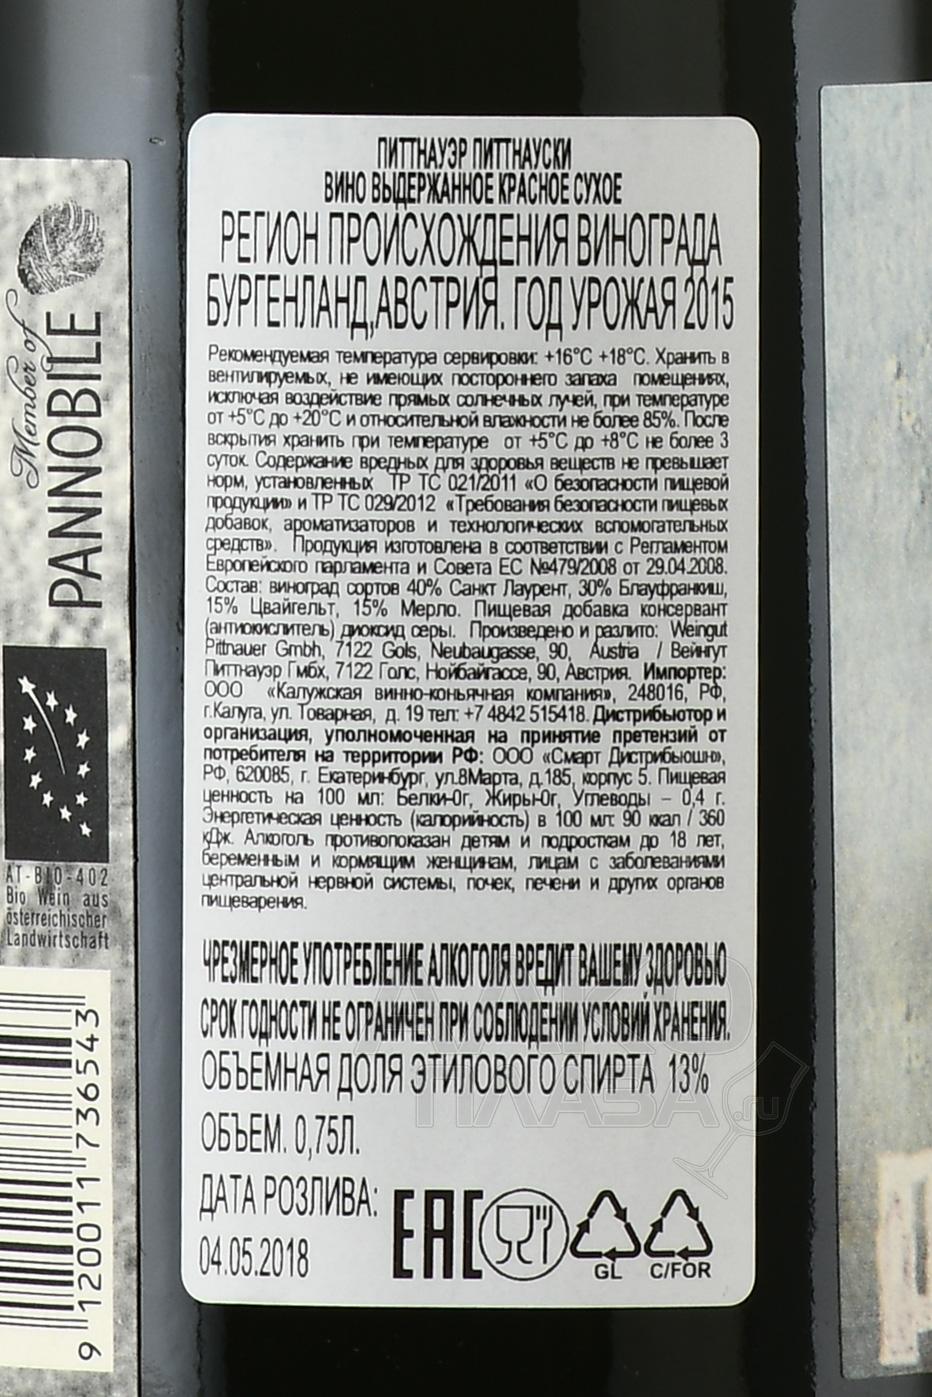 ПИТТНАУЭР ПИТТНАУСКИ
ВИНО ВЫДЕРЖАННОЕ КРАСНОЕ СУХОЕ
РЕГИОН ПРОИСХОЖДЕНИЯ ВИНОГРАДА
БУРГЕНЛАНД,АВСТРИЯ. ГОД УРОЖАЯ 2015
Рекомендуемая температура сервировки: +16°С +18°С. Хранить в
вентилируемых, не имеющих постороннего запаха помещениях,
исключая воздействие прямых солнечных лучей, при температуре
от +5°С до +20°С и относительной влажности не более 85%. После
вскрытия хранить при температуре от +5°С до +8°С не более 3
суток. Содержание вредных для здоровья веществ не превышает
норм, установленных ТР ТС 021/2011 «О безопасности пищевой
продукции» и ТР ТС 029/2012 «Требования безопасности пищевых
добавок, ароматизаторов и технологических вспомогательных
средств». Продукция изготовлена в соответствии с Регламентом
Европейского парламента и Совета ЕС №479/2008 от 29.04.2008.
Состав: виноград сортов 40% Санкт Лаурент, 30% Блауфранкиш,
15% Цвайгельт, 15% Мерло. Пищевая добавка консервант
(антиокислитель) диоксид серы. Произведено и разлито: Weingut
Pittnauer Gmbh, 7122 Gols, Neubaugasse, 90, Austria / Вейнгут
Питтнауэр Гмбх, 7122 Голс, Нойбайгассе, 90, Австрия. Импортер:
ООО «Калужская винно-коньячная компания», 248016, РФ,
г.Калуга, ул. Товарная, д. 19 тел: +7 4842 515418. Дистрибьютор и
организация, уполномоченная на принятие претензий от
потребителя на территории РФ: ООО «Смарт Дистрибьюшн»,
РФ, 620085, г. Екатеринбург, ул.8Марта, д.185, корпус 5. Пищевая
ценность на 100 мл: Белки-0г, Жиры-0г, Углеводы – 0,4 г.
Энергетическая ценность (калорийность) в 100 мл: 90 ккал / 360
кДж. Алкоголь противопоказан детям и подросткам до 18 лет,
беременным и кормящим женщинам, лицам с заболеваниями
центральной нервной системы, почек, печени и других органов
пищеварения.
ЧРЕЗМЕРНОЕ УПОТРЕБЛЕНИЕ АЛКОГОЛЯ ВРЕДИТ ВАШЕМУ ЗДОРОВЬЮ
СРОК ГОДНОСТИ НЕ ОГРАНИЧЕН ПРИ СОБЛЮДЕНИИ УСЛОВИЙ ХРАНЕНИЯ.
ОБЪЕМНАЯ ДОЛЯ ЭТИЛОВОГО СПИРТА 13%
ОБЪЕМ. 0,75Л.
ДАТА РОЗЛИВА:
04.05.2018
EAC
GL C/FOR
Member of
PANNOBILE
AT-BIO-402
Bio Wein aus
österreichischer
Landwirtschaft
9 120011 736543
АЛКО
ПЛАЗА.ru